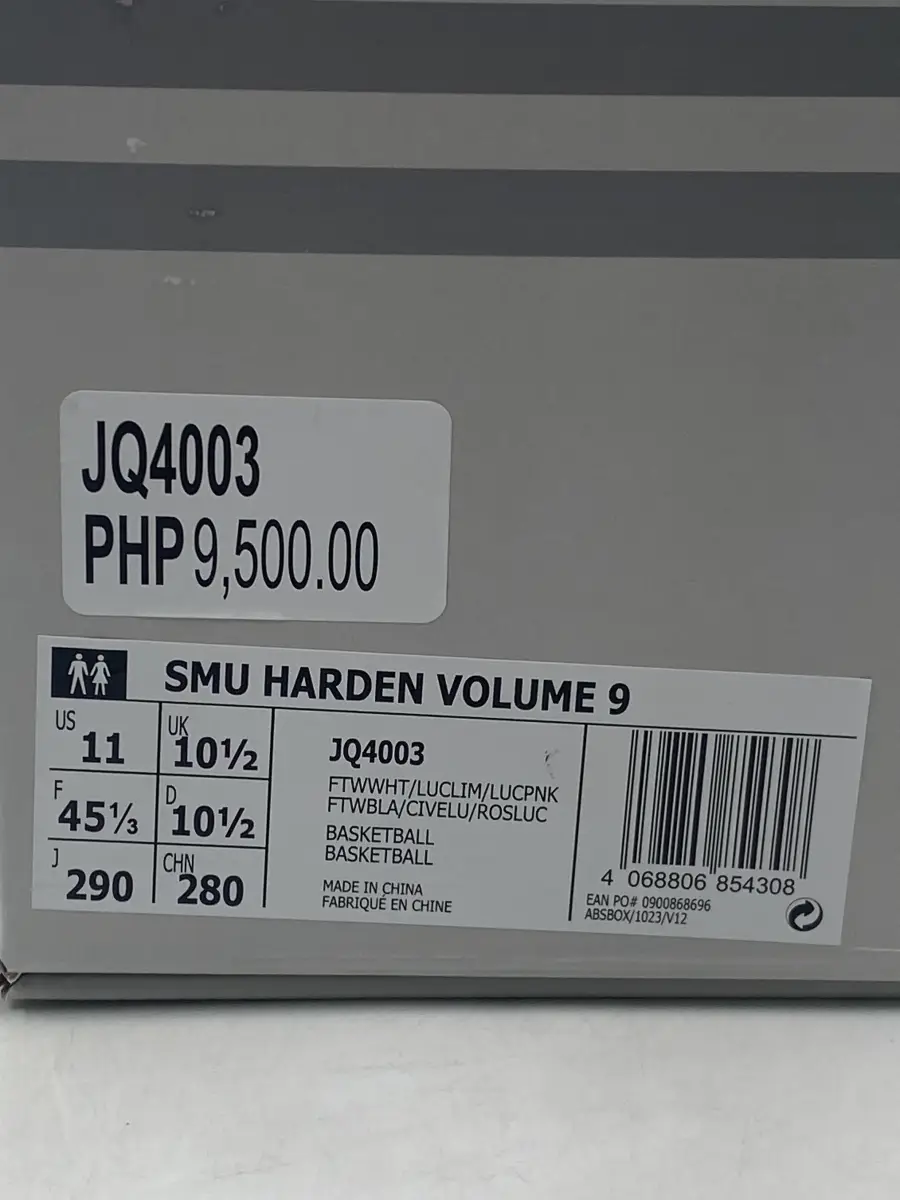 JQ4003
PHP 9,500.00
SMU HARDEN VOLUME 9
US 11
UK 10½
F 45⅓
D 10½
J 290
CHN 280
JQ4003
FTWWHT/LUCLIM/LUCPNK
FTWBLA/CIVELU/ROSLUC
BASKETBALL
BASKETBALL
MADE IN CHINA
FABRIQUÉ EN CHINE
4 068806 854308
EAN PO# 0900868696
ABSBOX/1023/V12